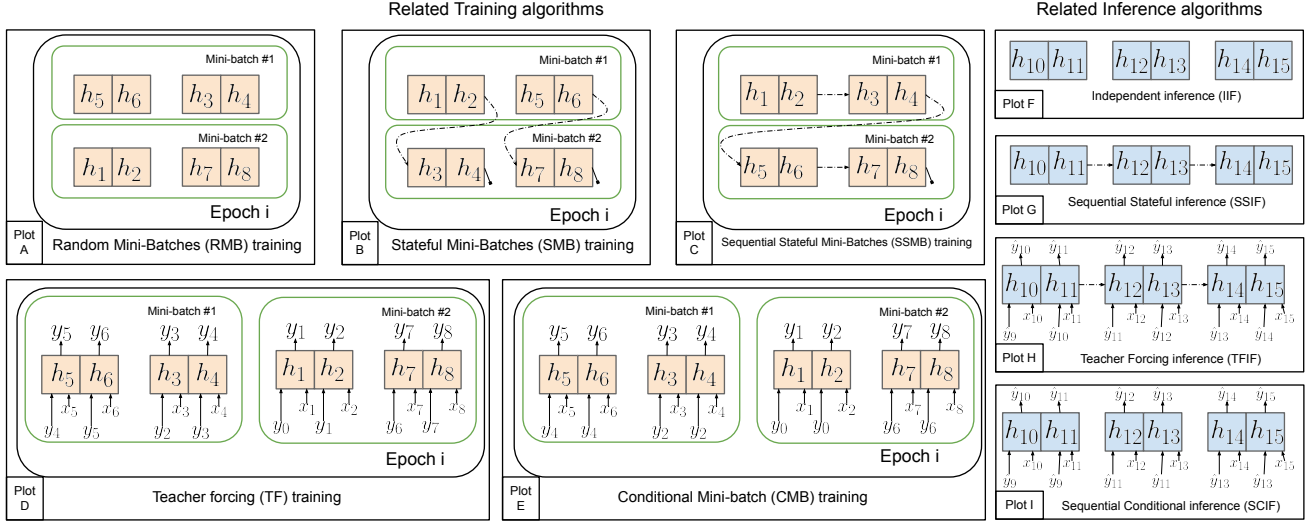 Related Training algorithms
Related Inference algorithms
Mini-batch #1
h5 h6 h3 h4
Mini-batch #2
h1 h2 h7 h8
Epoch i
Plot A
Random Mini-Batches (RMB) training
Mini-batch #1
h1 h2 h5 h6
Mini-batch #2
h3 h4 h7 h8
Epoch i
Plot B
Stateful Mini-Batches (SMB) training
Mini-batch #1
h1 h2 h3 h4
Mini-batch #2
h5 h6 h7 h8
Epoch i
Plot C
Sequential Stateful Mini-Batches (SSMB) training
Mini-batch #1
y5 y6 y3 y4
h5 h6 h3 h4
x5 x6 x3 x4
y4 y5 y2 y3
Mini-batch #2
y1 y2 y7 y8
h1 h2 h7 h8
x1 x2 x7 x8
y0 y1 y6 y7
Epoch i
Plot D
Teacher forcing (TF) training
Mini-batch #1
y5 y6 y3 y4
h5 h6 h3 h4
x5 x6 x3 x4
y4 y4 y2 y2
Mini-batch #2
y1 y2 y7 y8
h1 h2 h7 h8
x1 x2 x7 x8
y0 y0 y6 y6
Epoch i
Plot E
Conditional Mini-batch (CMB) training
h10 h11 h12 h13 h14 h15
Plot F
Independent inference (IIF)
h10 h11 h12 h13 h14 h15
Plot G
Sequential Stateful inference (SSIF)
ŷ10 ŷ11 ŷ12 ŷ13 ŷ14 ŷ15
h10 h11 h12 h13 h14 h15
x10 x11 x12 x13 x14 x15
y9 ŷ10 ŷ11 ŷ12 ŷ13 ŷ14
Plot H
Teacher Forcing inference (TFIF)
ŷ10 ŷ11 ŷ12 ŷ13 ŷ14 ŷ15
h10 h11 h12 h13 h14 h15
x10 x11 x12 x13 x14 x15
ŷ9 ŷ9 ŷ11 ŷ11 ŷ13 ŷ13
Plot I
Sequential Conditional inference (SCIF)